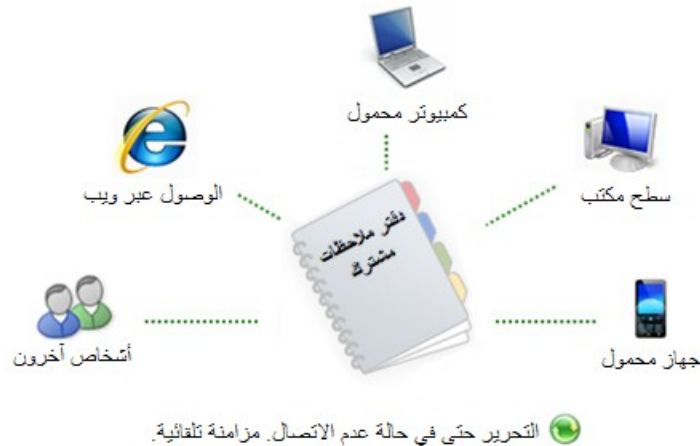 كمبيوتر محمول
سطح مكتب
الوصول عبر ويب
دفتر ملاحظات
مشترك
جهاز محمول
أشخاص آخرون
التحرير حتى في حالة عدم الاتصال. مزامنة تلقائية.